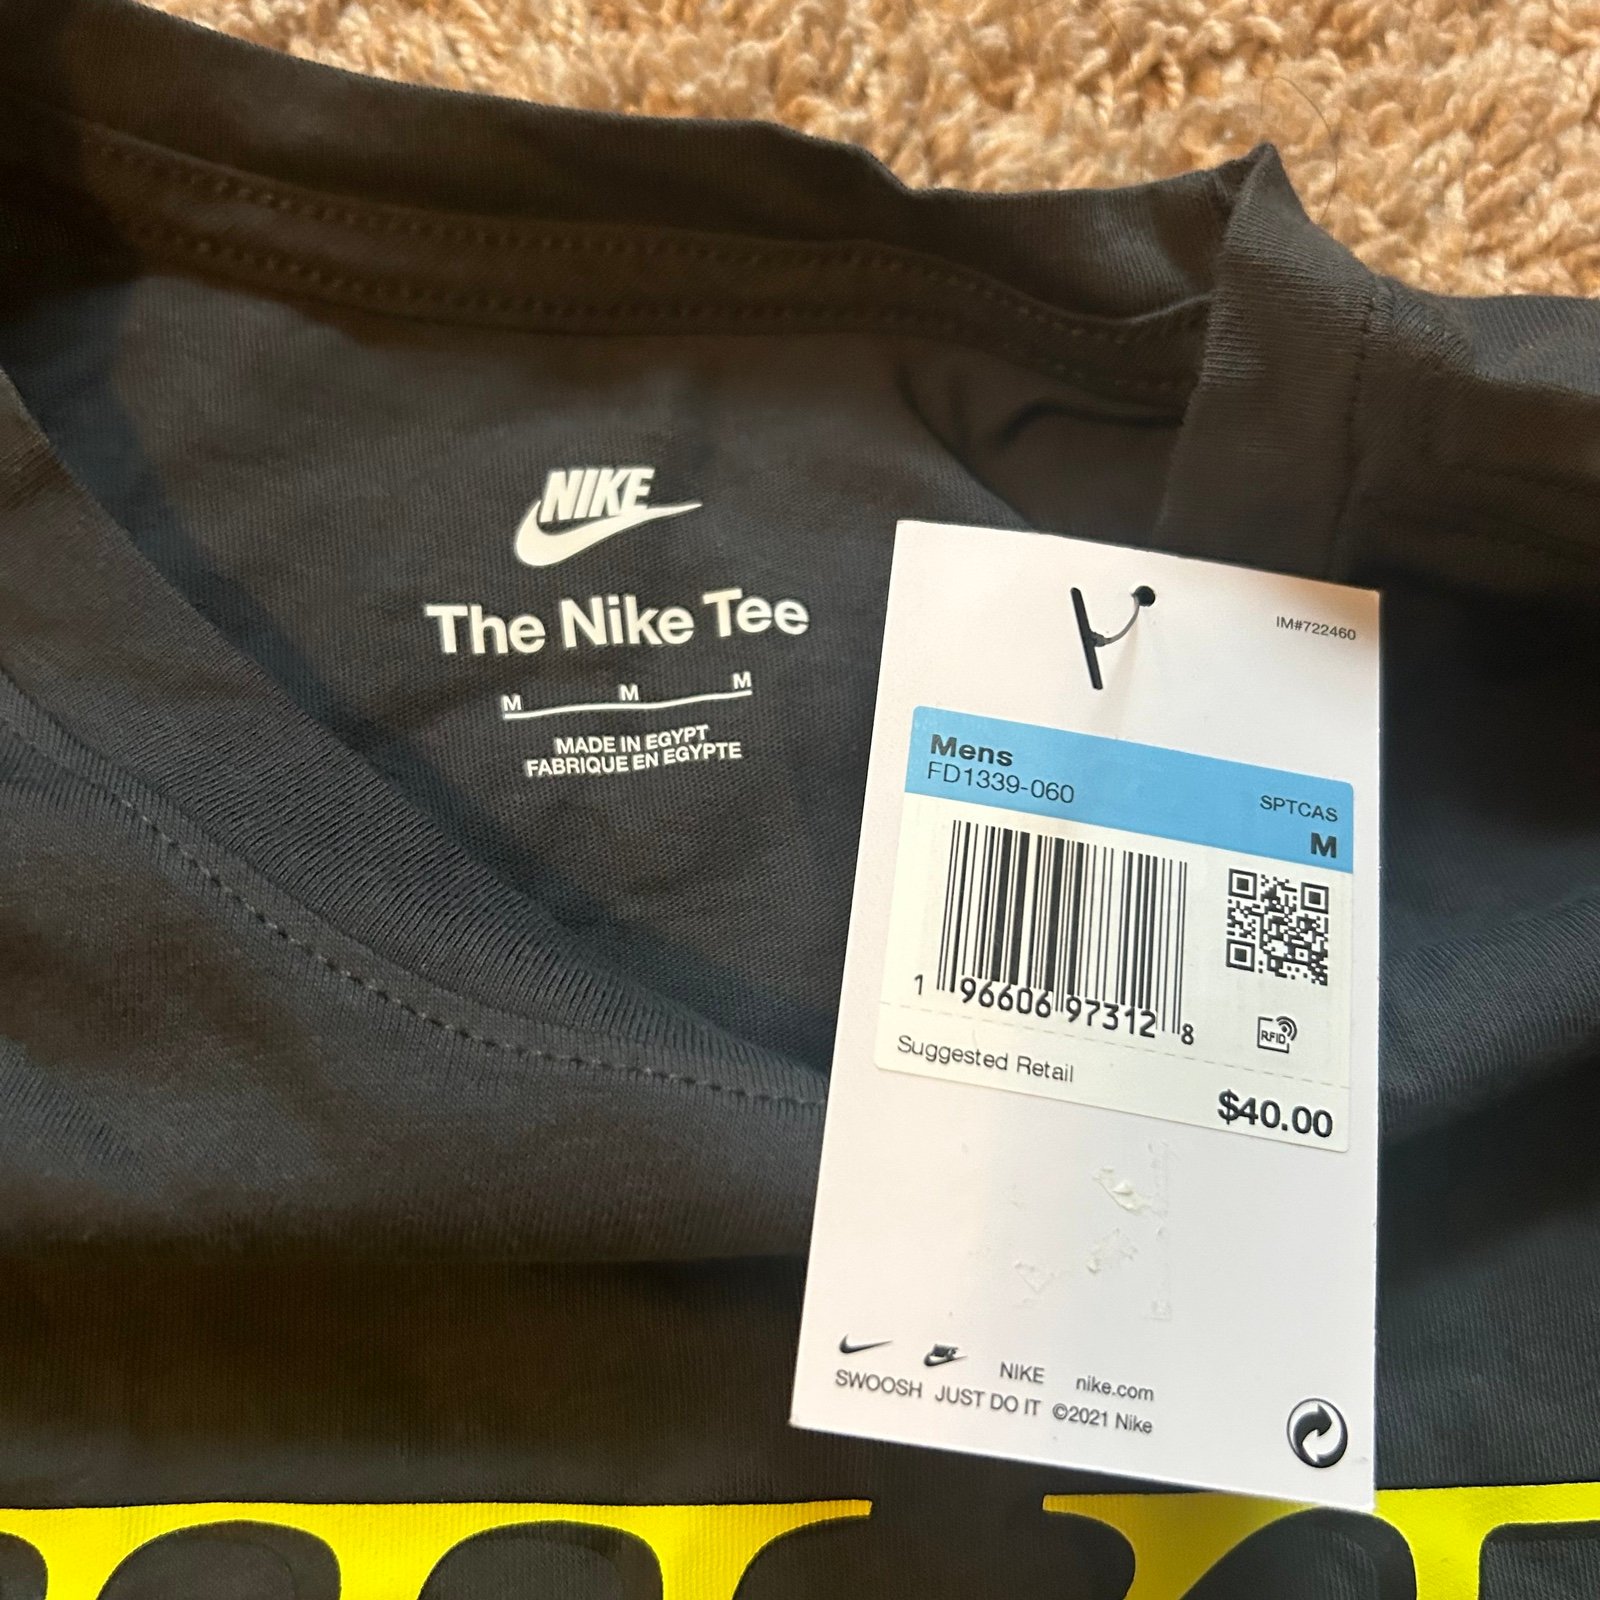 NIKE
The Nike Tee
M M M
MADE IN EGYPT
FABRIQUE EN EGYPTE
IM#722460
Mens
FD1339-060
SPTCAS
M
1 96606 97312 8
RFID
Suggested Retail
$40.00
NIKE NIKE nike.com
SWOOSH JUST DO IT ©2021 Nike